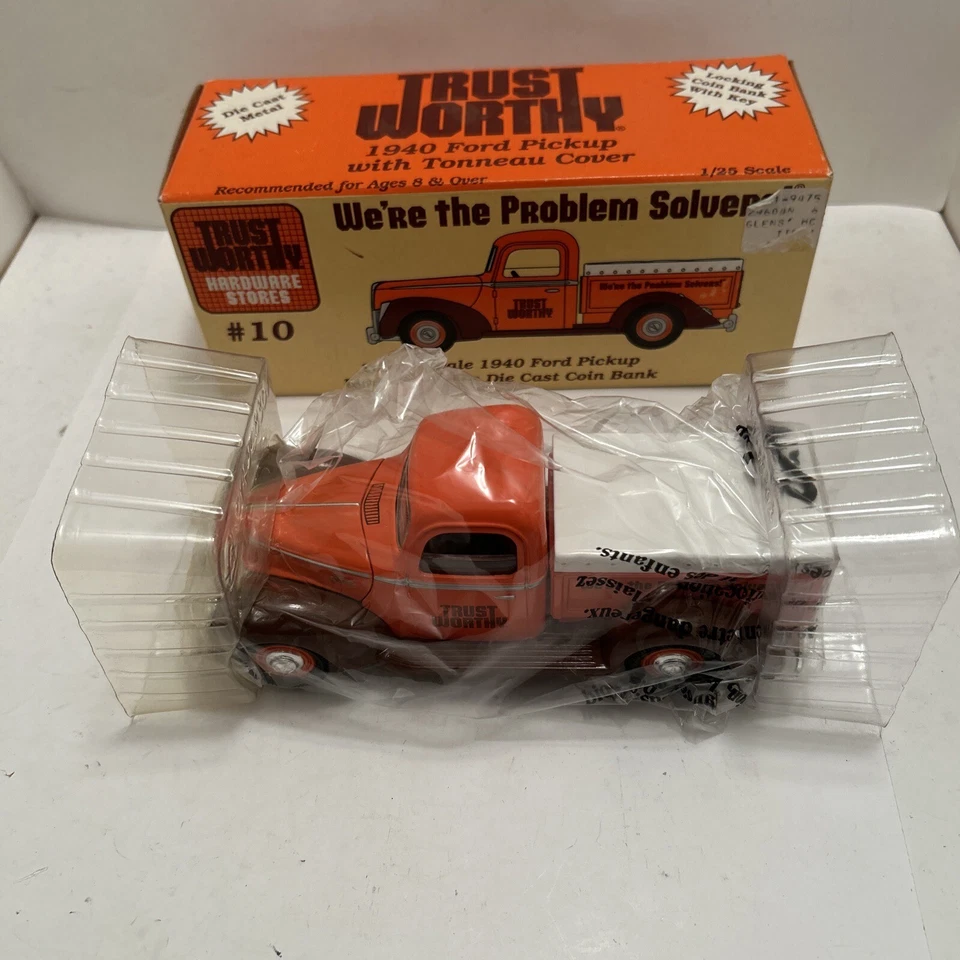 Die Cast
Metal
TRUST
WORTHY®
Locking
Coin Bank
With Key
1940 Ford Pickup
with Tonneau Cover
Recommended for Ages 8 & Over
1/25 Scale
We're the Problem Solvers!®
TRUST
WORTHY
HARDWARE
STORES
#10
We're the Problem Solvers!
TRUST
WORTHY
1940 Ford Pickup
Die Cast Coin Bank
TRUST
WORTHY
enfants.
laissez